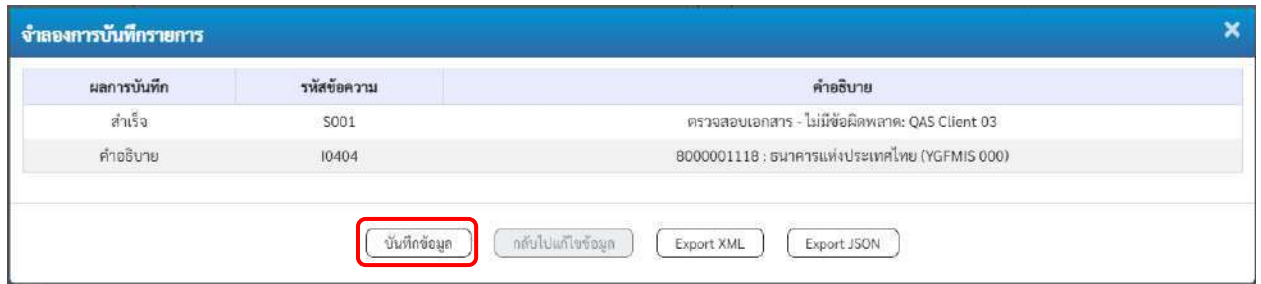 จำลองการบันทึกรายการ
ผลการบันทึก รหัสข้อความ คำอธิบาย
สำเร็จ S001 ตรวจสอบเอกสาร - ไม่มีข้อผิดพลาด: QAS Client 03
คำอธิบาย I0404 8000001118 : ธนาคารแห่งประเทศไทย (YGFMIS 000)
บันทึกข้อมูล กลับไปแก้ไขข้อมูล Export XML Export JSON